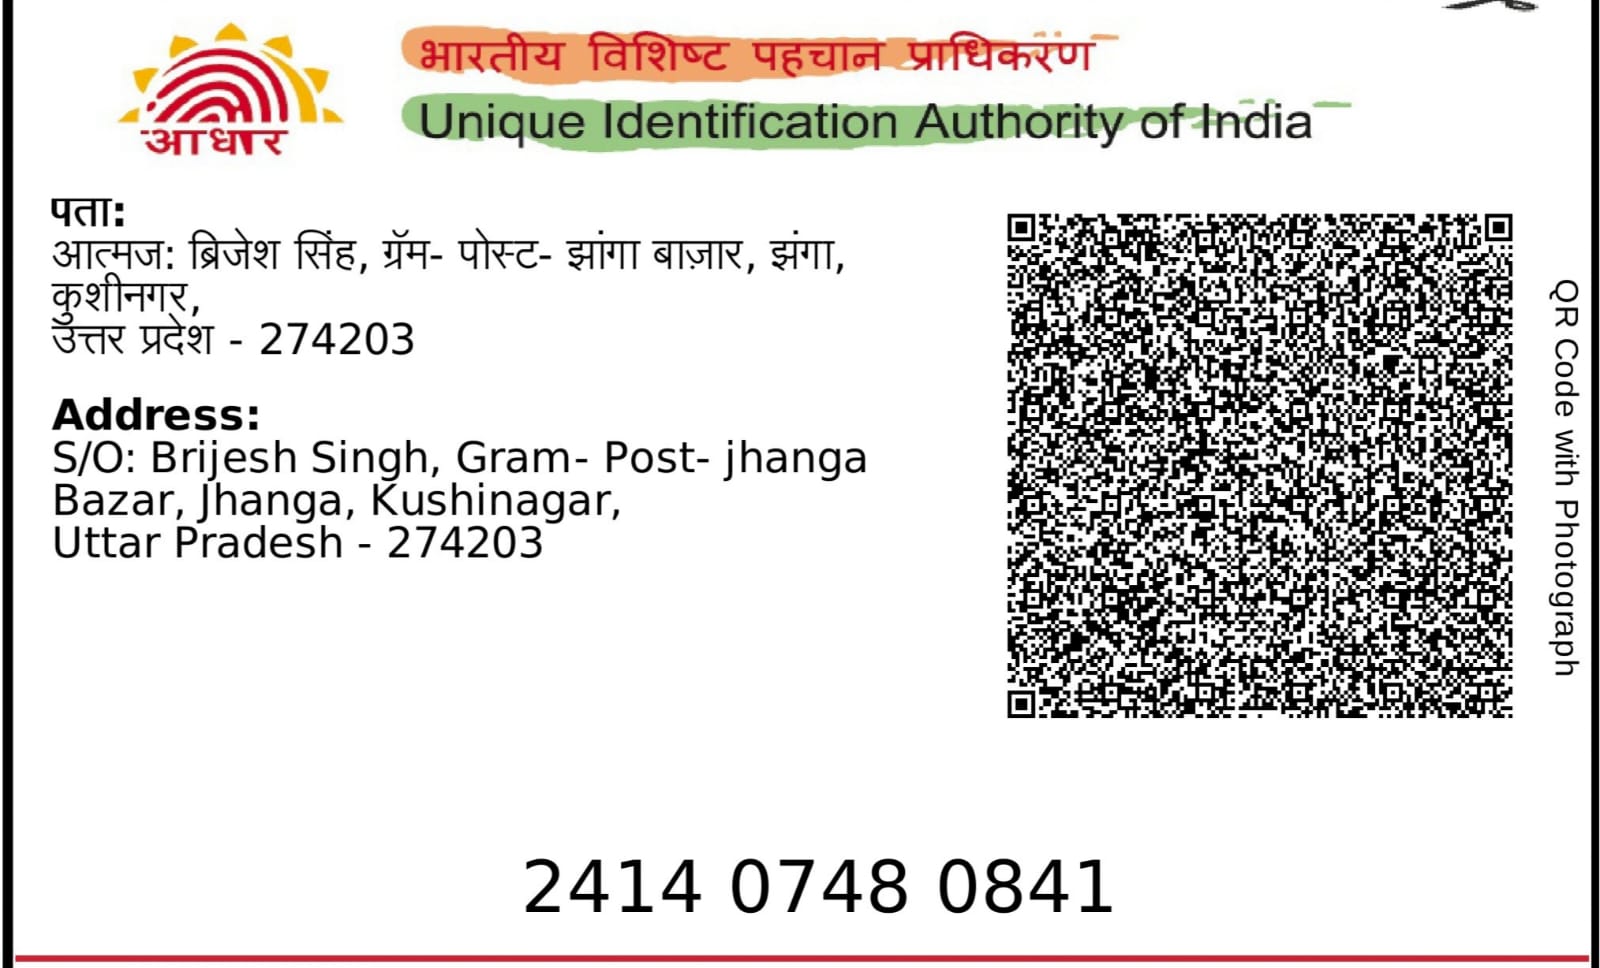 आधार
भारतीय विशिष्ट पहचान प्राधिकरण
Unique Identification Authority of India
पता:
आत्मज: ब्रिजेश सिंह, ग्रॅम- पोस्ट- झांगा बाज़ार, झंगा,
कुशीनगर,
उत्तर प्रदेश - 274203
Address:
S/O: Brijesh Singh, Gram- Post- jhanga
Bazar, Jhanga, Kushinagar,
Uttar Pradesh - 274203
QR Code with Photograph
2414 0748 0841